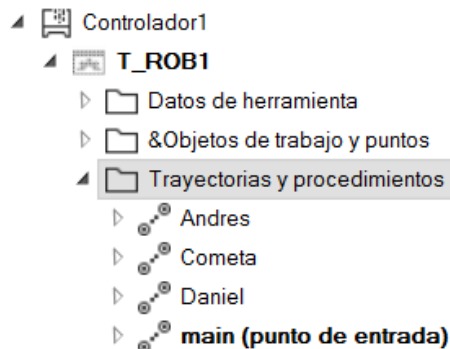 Controlador1
T_ROB1
Datos de herramienta
&Objetos de trabajo y puntos
Trayectorias y procedimientos
Andres
Cometa
Daniel
main (punto de entrada)